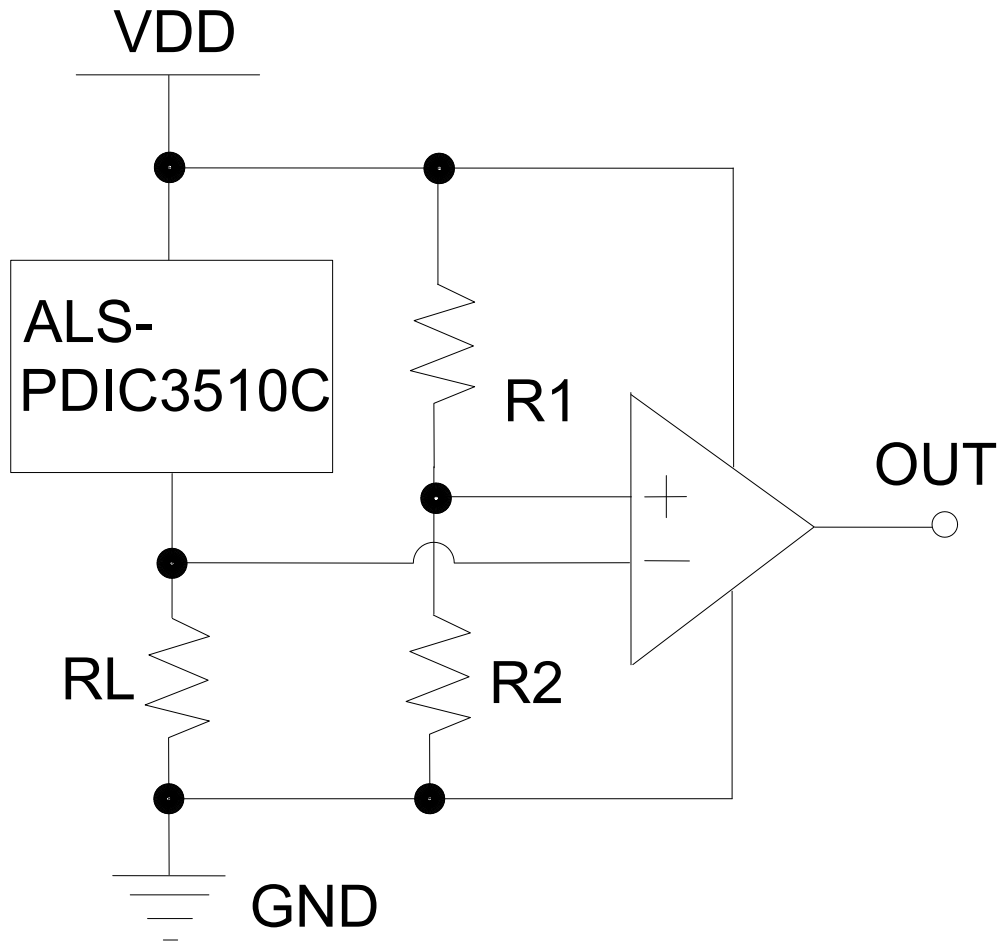 VDD
ALS-
PDIC3510C
R1
+
OUT
−
RL
R2
GND